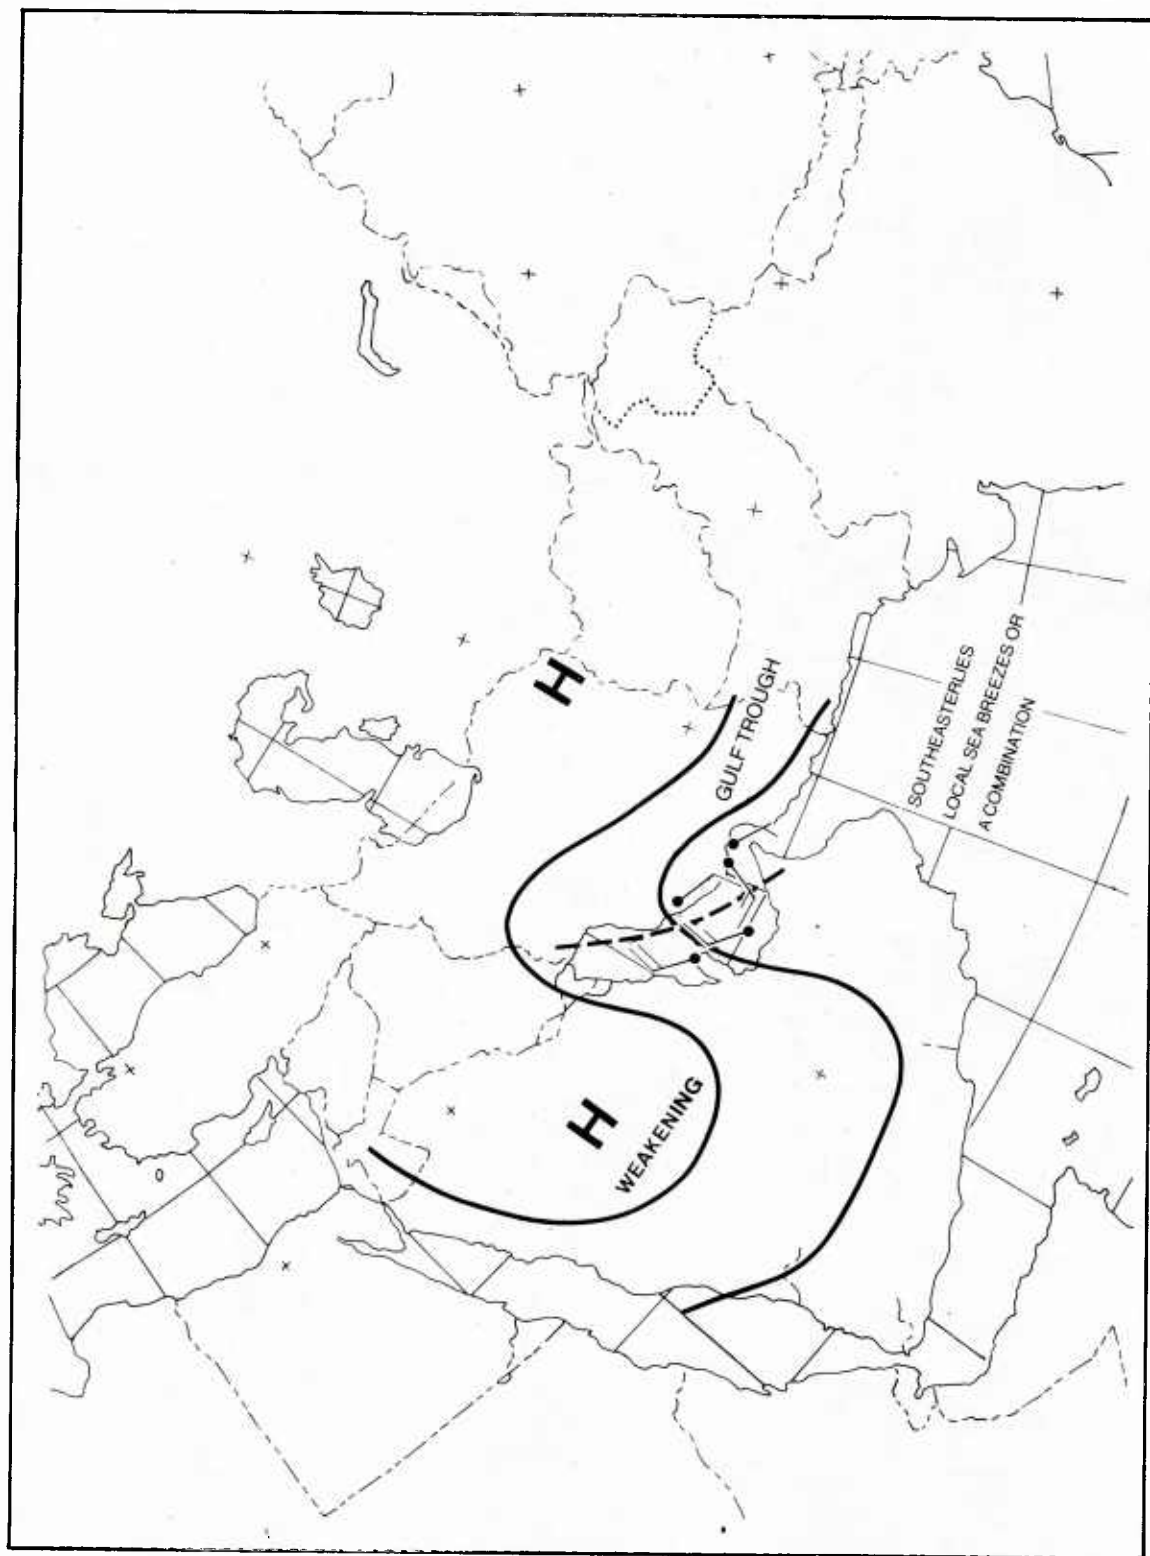 H
GULF TROUGH
H
WEAKENING
SOUTHEASTERLIES
LOCAL SEA BREEZES OR
A COMBINATION